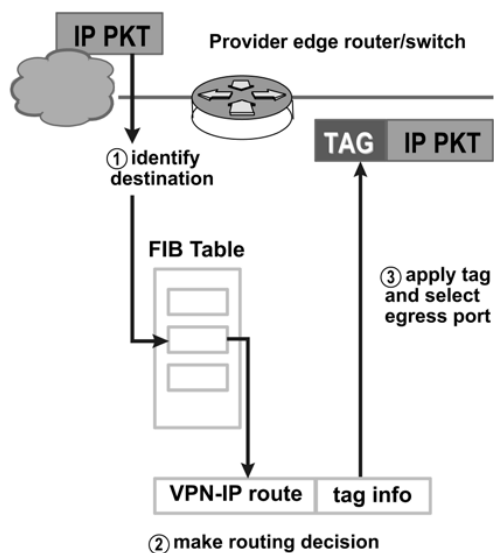 IP PKT
Provider edge router/switch
TAG IP PKT
① identify
destination
FIB Table
③ apply tag
and select
egress port
VPN-IP route tag info
② make routing decision